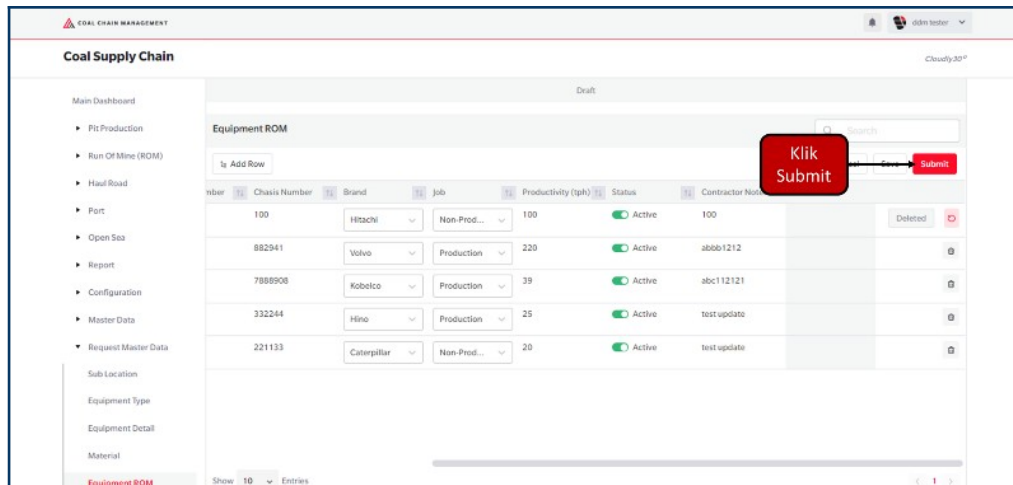 COAL CHAIN MANAGEMENT
ddm tester
Coal Supply Chain
Cloudly30°
Main Dashboard
Pit Production
Run Of Mine (ROM)
Haul Road
Port
Open Sea
Report
Configuration
Master Data
Request Master Data
Sub Location
Equipment Type
Equipment Detail
Material
Equipment ROM
Draft
Equipment ROM
Search
Add Row
Klik
Submit
Save
Submit
mber Chasis Number Brand Job Productivity (tph) Status Contractor Note
100 Hitachi Non-Prod... 100 Active 100 Deleted
882941 Volvo Production 220 Active abbb1212
7888908 Kobelco Production 39 Active abc112121
332244 Hino Production 25 Active test update
221133 Caterpillar Non-Prod... 20 Active test update
Show 10 Entries
1